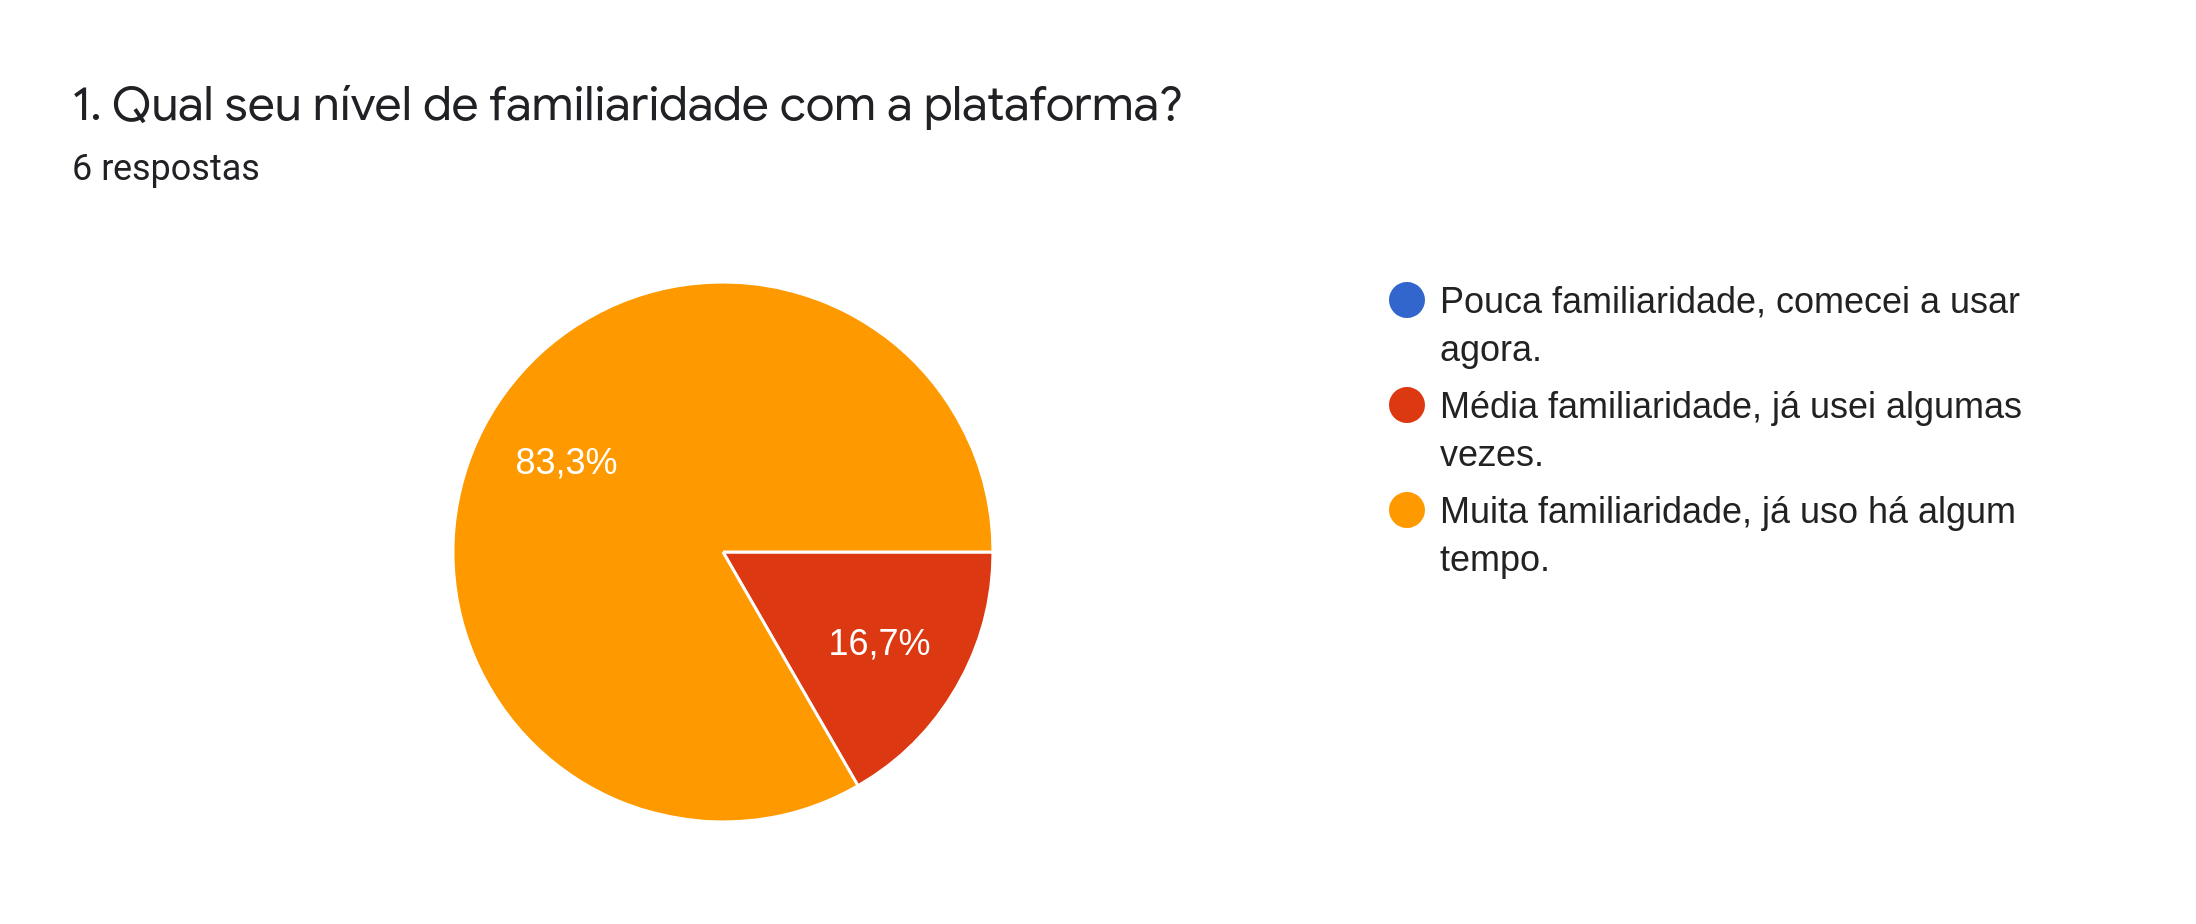 1. Qual seu nível de familiaridade com a plataforma?
6 respostas
83,3%
16,7%
Pouca familiaridade, comecei a usar
agora.
Média familiaridade, já usei algumas
vezes.
Muita familiaridade, já uso há algum
tempo.